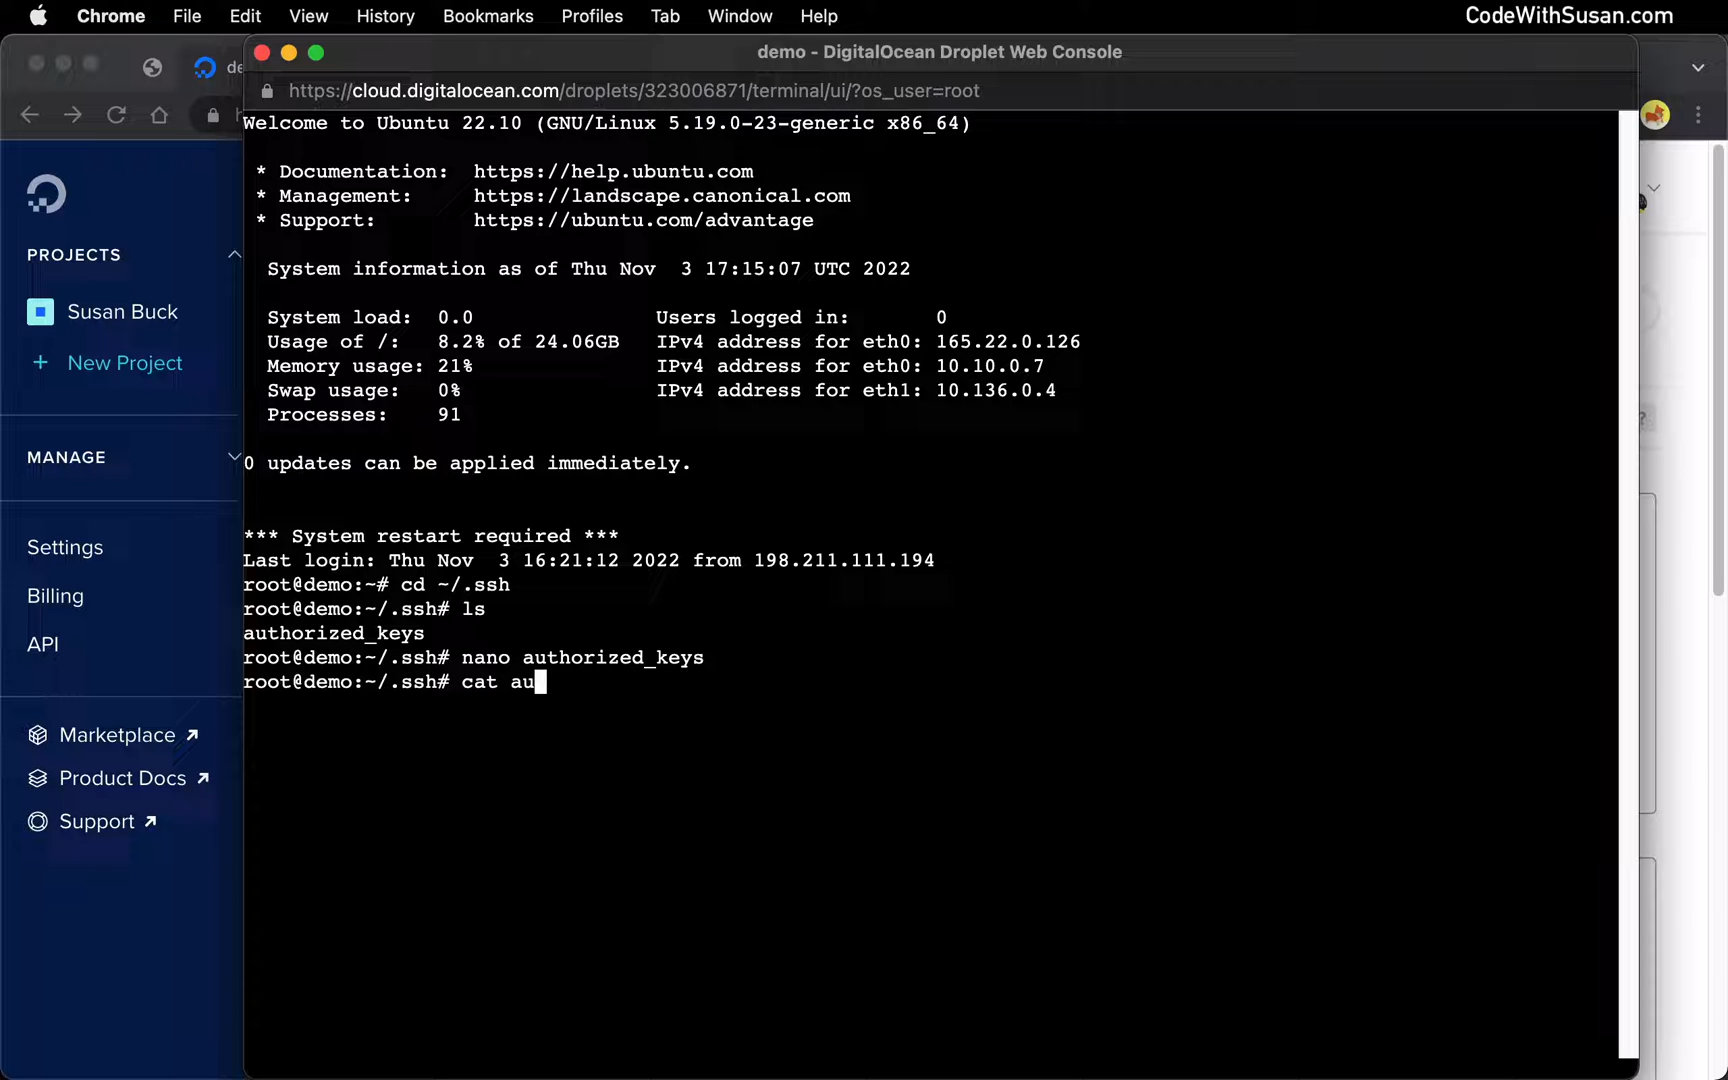 Chrome File Edit View History Bookmarks Profiles Tab Window Help CodeWithSusan.com
demo - DigitalOcean Droplet Web Console
de
https://cloud.digitalocean.com/droplets/323006871/terminal/ui/?os_user=root
Welcome to Ubuntu 22.10 (GNU/Linux 5.19.0-23-generic x86_64)
* Documentation: https://help.ubuntu.com
* Management: https://landscape.canonical.com
* Support: https://ubuntu.com/advantage
System information as of Thu Nov 3 17:15:07 UTC 2022
System load: 0.0 Users logged in: 0
Usage of /: 8.2% of 24.06GB IPv4 address for eth0: 165.22.0.126
Memory usage: 21% IPv4 address for eth0: 10.10.0.7
Swap usage: 0% IPv4 address for eth1: 10.136.0.4
Processes: 91
0 updates can be applied immediately.
*** System restart required ***
Last login: Thu Nov 3 16:21:12 2022 from 198.211.111.194
root@demo:~# cd ~/.ssh
root@demo:~/.ssh# ls
authorized_keys
root@demo:~/.ssh# nano authorized_keys
root@demo:~/.ssh# cat au
PROJECTS
Susan Buck
+ New Project
MANAGE
Settings
Billing
API
Marketplace
Product Docs
Support